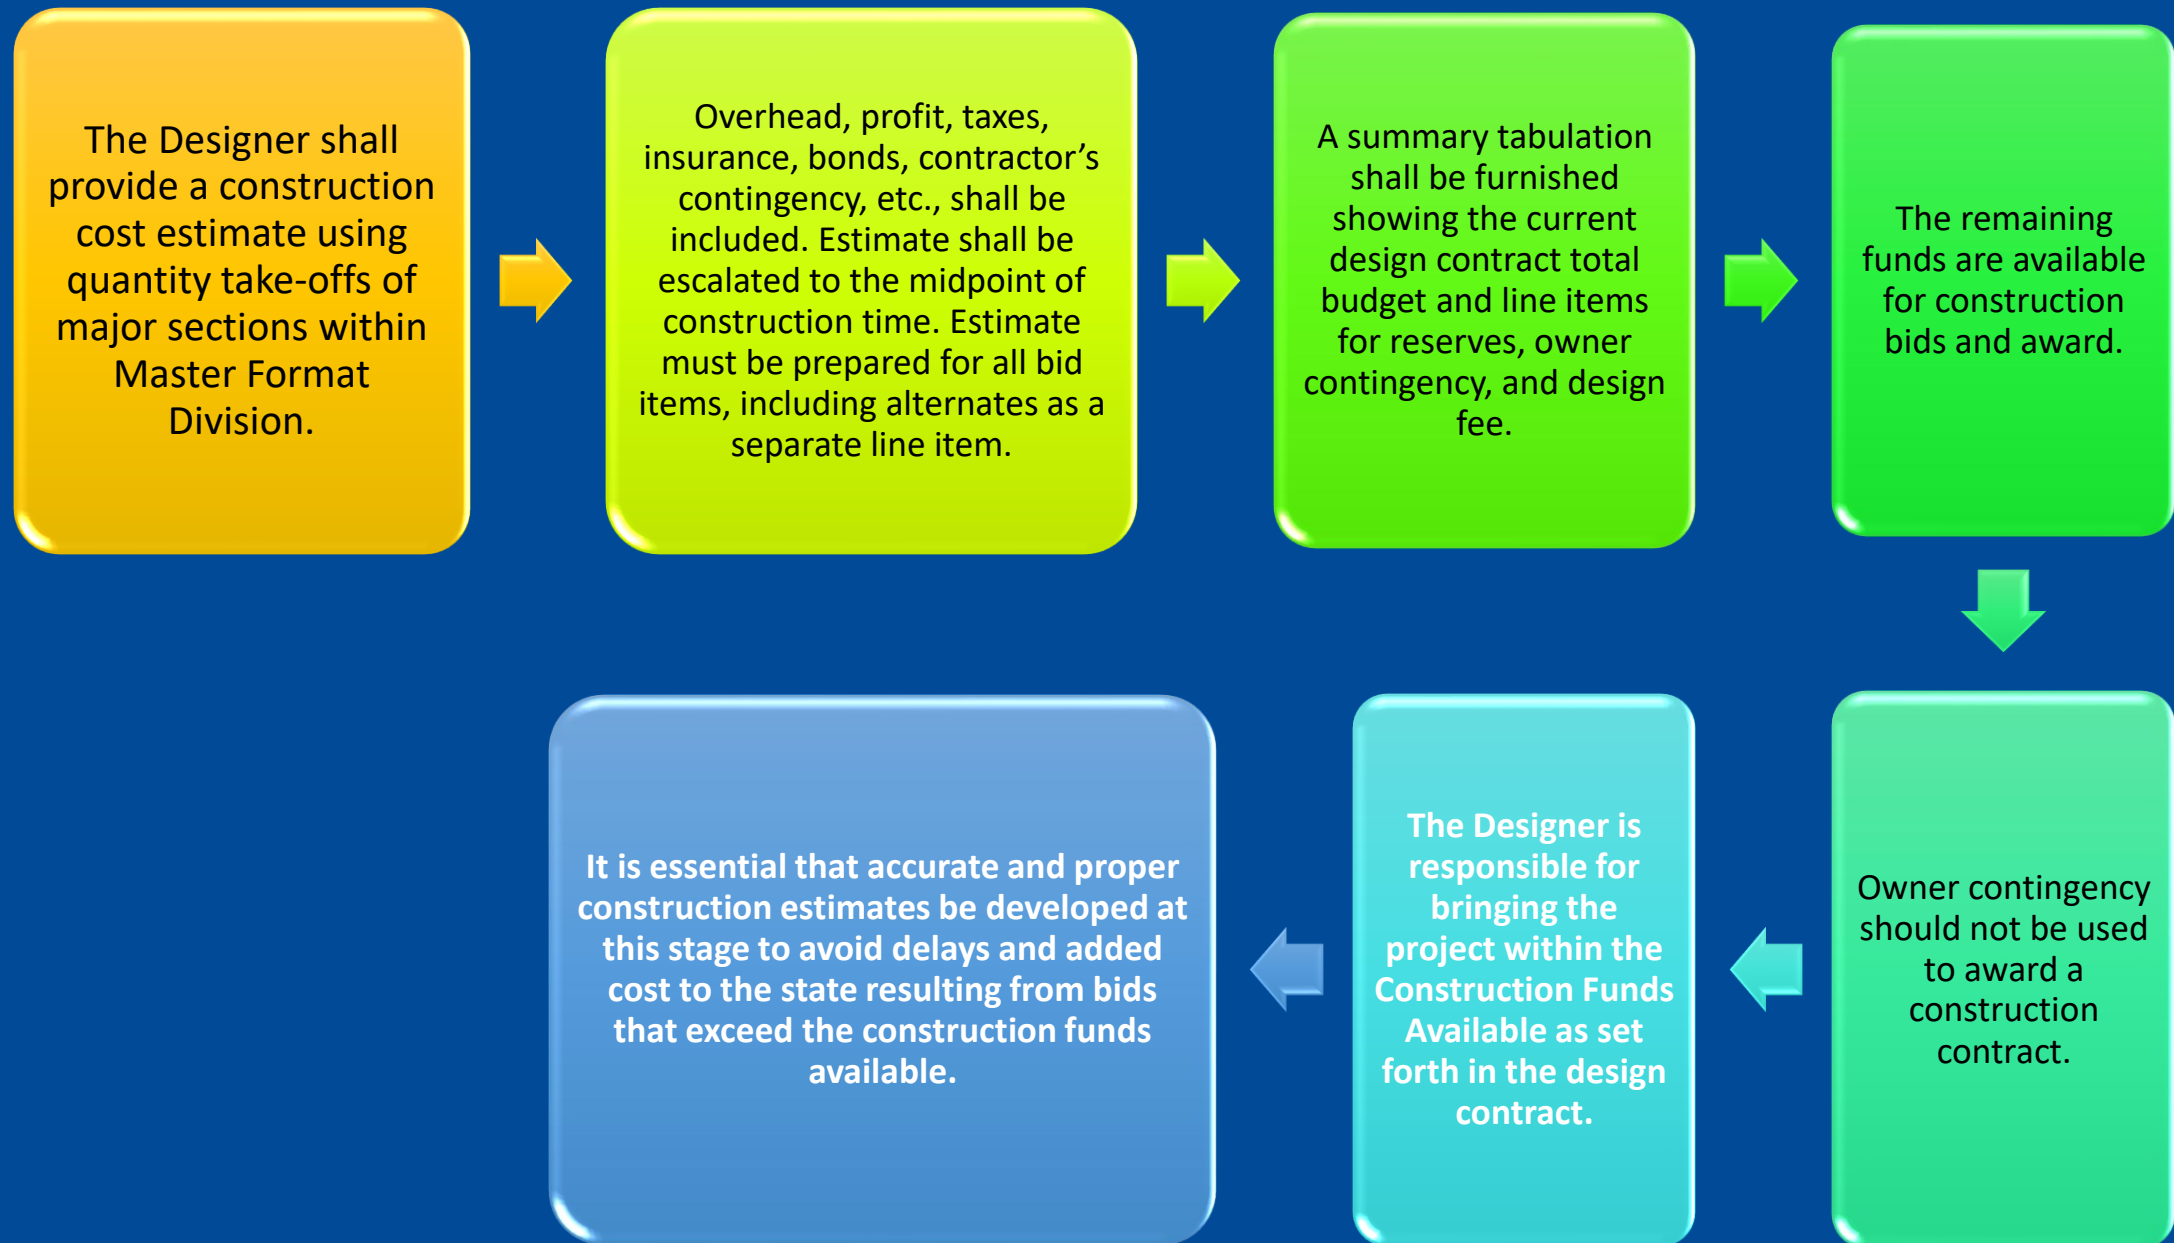 The Designer shall
provide a construction
cost estimate using
quantity take-offs of
major sections within
Master Format
Division.
Overhead, profit, taxes,
insurance, bonds, contractor’s
contingency, etc., shall be
included. Estimate shall be
escalated to the midpoint of
construction time. Estimate
must be prepared for all bid
items, including alternates as a
separate line item.
A summary tabulation
shall be furnished
showing the current
design contract total
budget and line items
for reserves, owner
contingency, and design
fee.
The remaining
funds are available
for construction
bids and award.
Owner contingency
should not be used
to award a
construction
contract.
The Designer is
responsible for
bringing the
project within the
Construction Funds
Available as set
forth in the design
contract.
It is essential that accurate and proper
construction estimates be developed at
this stage to avoid delays and added
cost to the state resulting from bids
that exceed the construction funds
available.